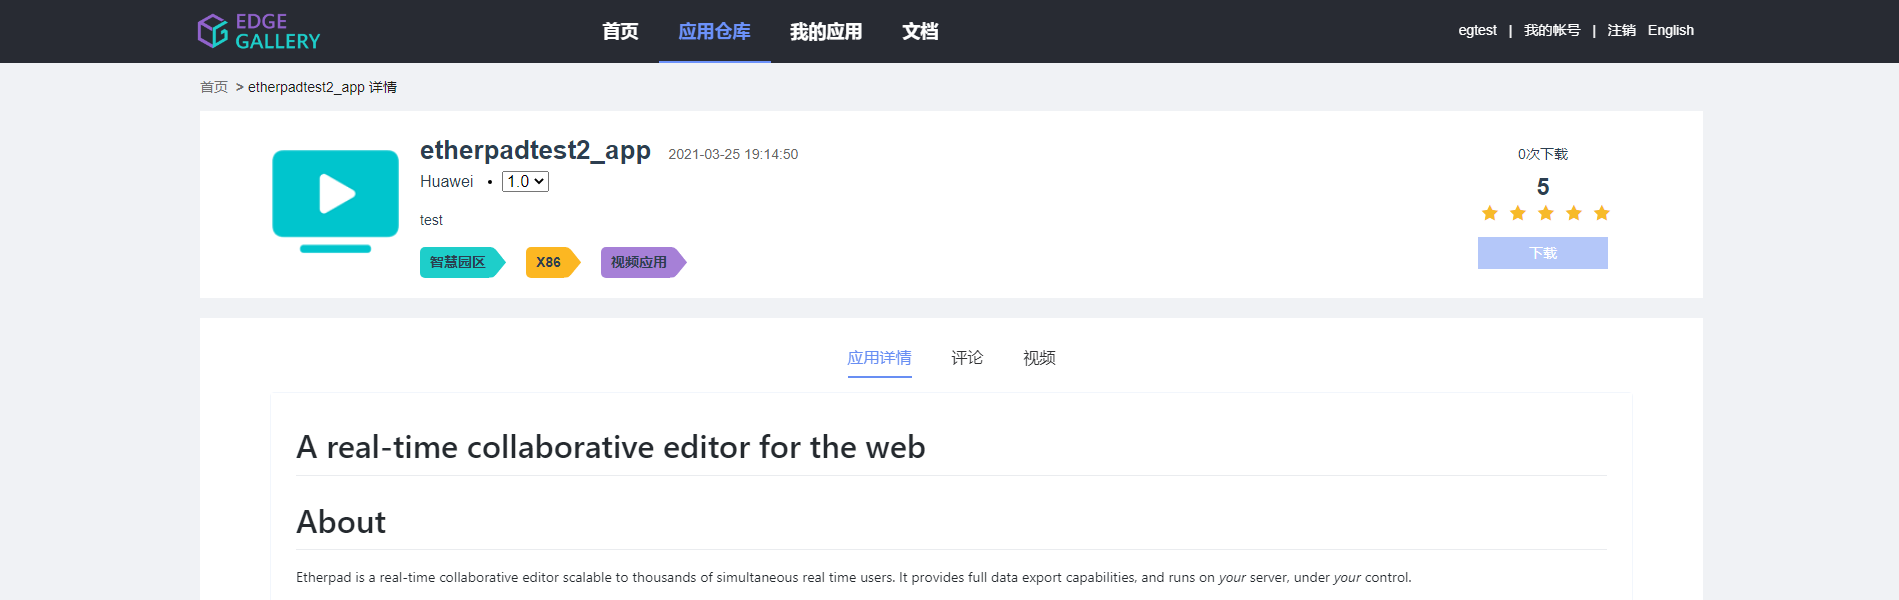 EDGE
GALLERY
首页 应用仓库 我的应用 文档
egtest | 我的帐号 | 注销 English
首页 > etherpadtest2_app 详情
etherpadtest2_app 2021-03-25 19:14:50
Huawei • 1.0
test
智慧园区 X86 视频应用
0次下载
5
下载
应用详情 评论 视频
A real-time collaborative editor for the web
About
Etherpad is a real-time collaborative editor scalable to thousands of simultaneous real time users. It provides full data export capabilities, and runs on your server, under your control.